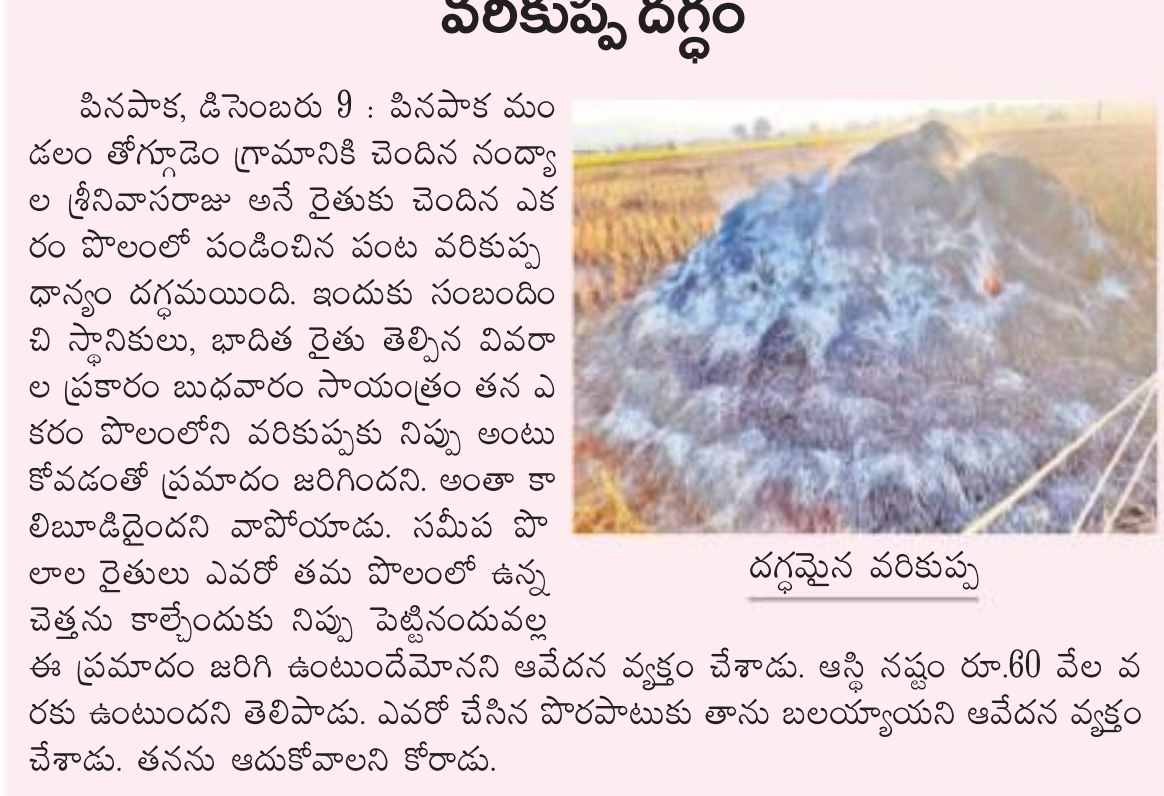 వరికుప్ప దగ్ధం
పినపాక, డిసెంబరు 9 : పినపాక మం
డలం తోగ్గూడెం గ్రామానికి చెందిన నంద్యా
ల శ్రీనివాసరాజు అనే రైతుకు చెందిన ఎక
రం పొలంలో పండించిన పంట వరికుప్ప
ధాన్యం దగ్ధమయింది. ఇందుకు సంబందిం
చి స్థానికులు, భాదిత రైతు తెల్పిన వివరా
ల ప్రకారం బుధవారం సాయంత్రం తన ఎ
కరం పొలంలోని వరికుప్పకు నిప్పు అంటు
కోవడంతో ప్రమాదం జరిగిందని. అంతా కా
లిబూడిదైందని వాపోయాడు. సమీప పొ
లాల రైతులు ఎవరో తమ పొలంలో ఉన్న
చెత్తను కాల్చేందుకు నిప్పు పెట్టినందువల్ల
ఈ ప్రమాదం జరిగి ఉంటుందేమోనని ఆవేదన వ్యక్తం చేశాడు. ఆస్థి నష్టం రూ.60 వేల వ
రకు ఉంటుందని తెలిపాడు. ఎవరో చేసిన పొరపాటుకు తాను బలయ్యాయని ఆవేదన వ్యక్తం
చేశాడు. తనను ఆదుకోవాలని కోరాడు.
దగ్ధమైన వరికుప్ప